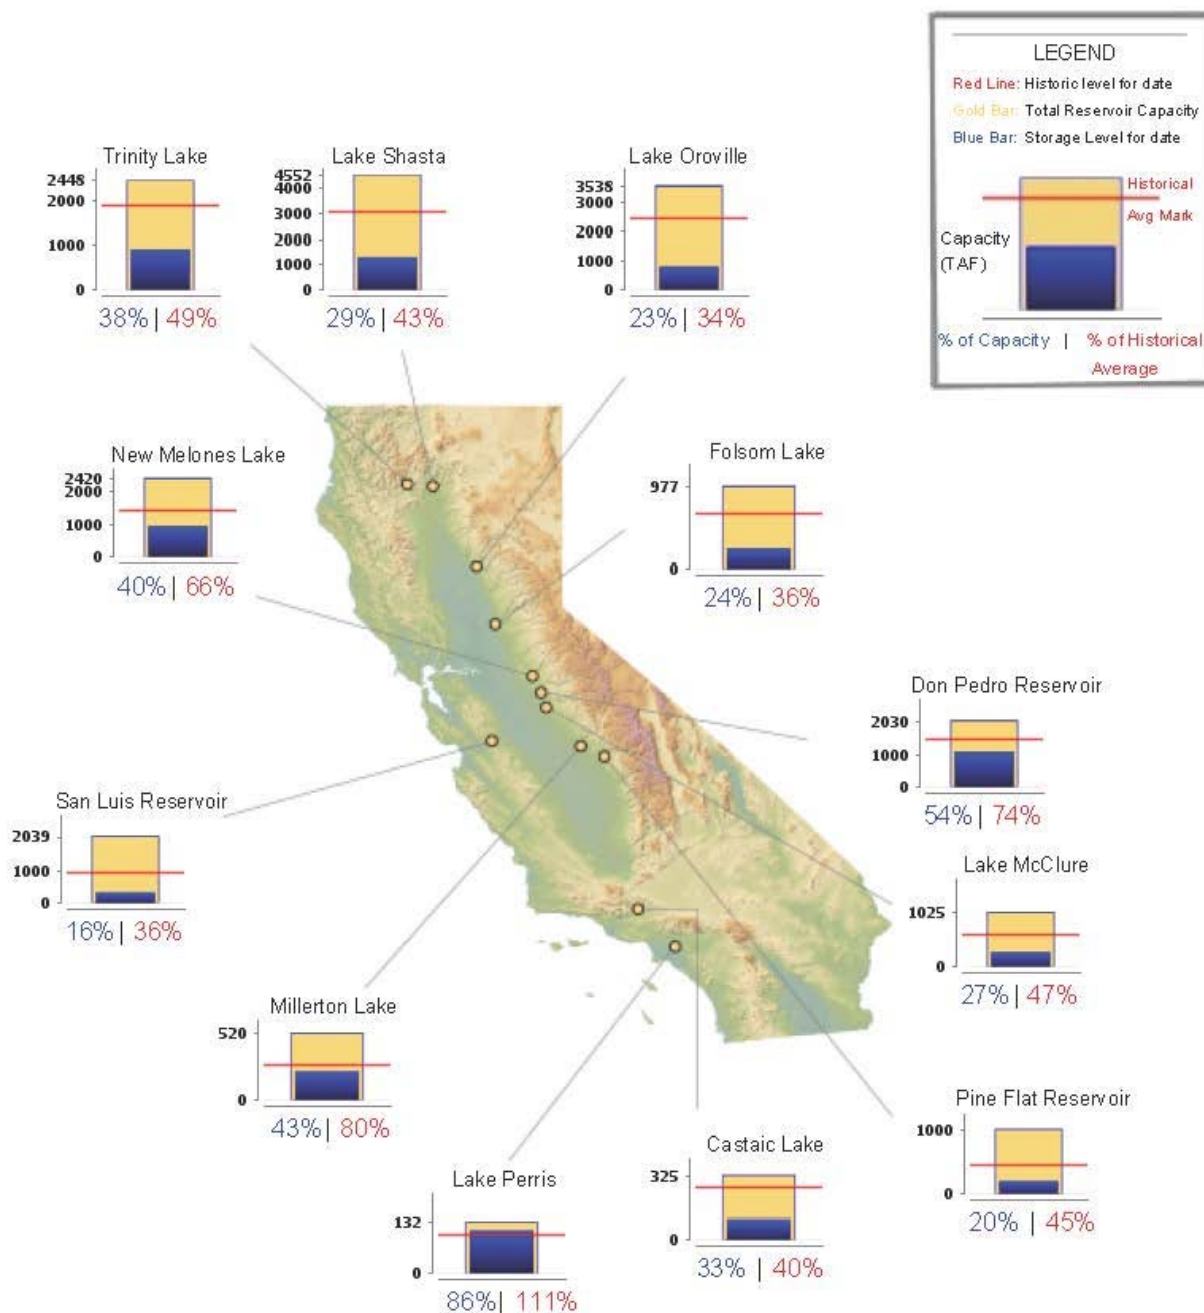 LEGEND
Red Line: Historic level for date
Gold Bar: Total Reservoir Capacity
Blue Bar: Storage Level for date
Historical
Avg Mark
Capacity
(TAF)
% of Capacity | % of Historical
Average
Trinity Lake
2448
2000
1000
0
38% | 49%
Lake Shasta
4552
4000
3000
2000
1000
0
29% | 43%
Lake Oroville
3538
3000
2000
1000
0
23% | 34%
New Melones Lake
2420
2000
1000
0
40% | 66%
Folsom Lake
977
0
24% | 36%
Don Pedro Reservoir
2030
1000
0
54% | 74%
San Luis Reservoir
2039
1000
0
16% | 36%
Lake McClure
1025
0
27% | 47%
Millerton Lake
520
0
43% | 80%
Pine Flat Reservoir
1000
0
20% | 45%
Castaic Lake
325
0
33% | 40%
Lake Perris
132
0
86% | 111%